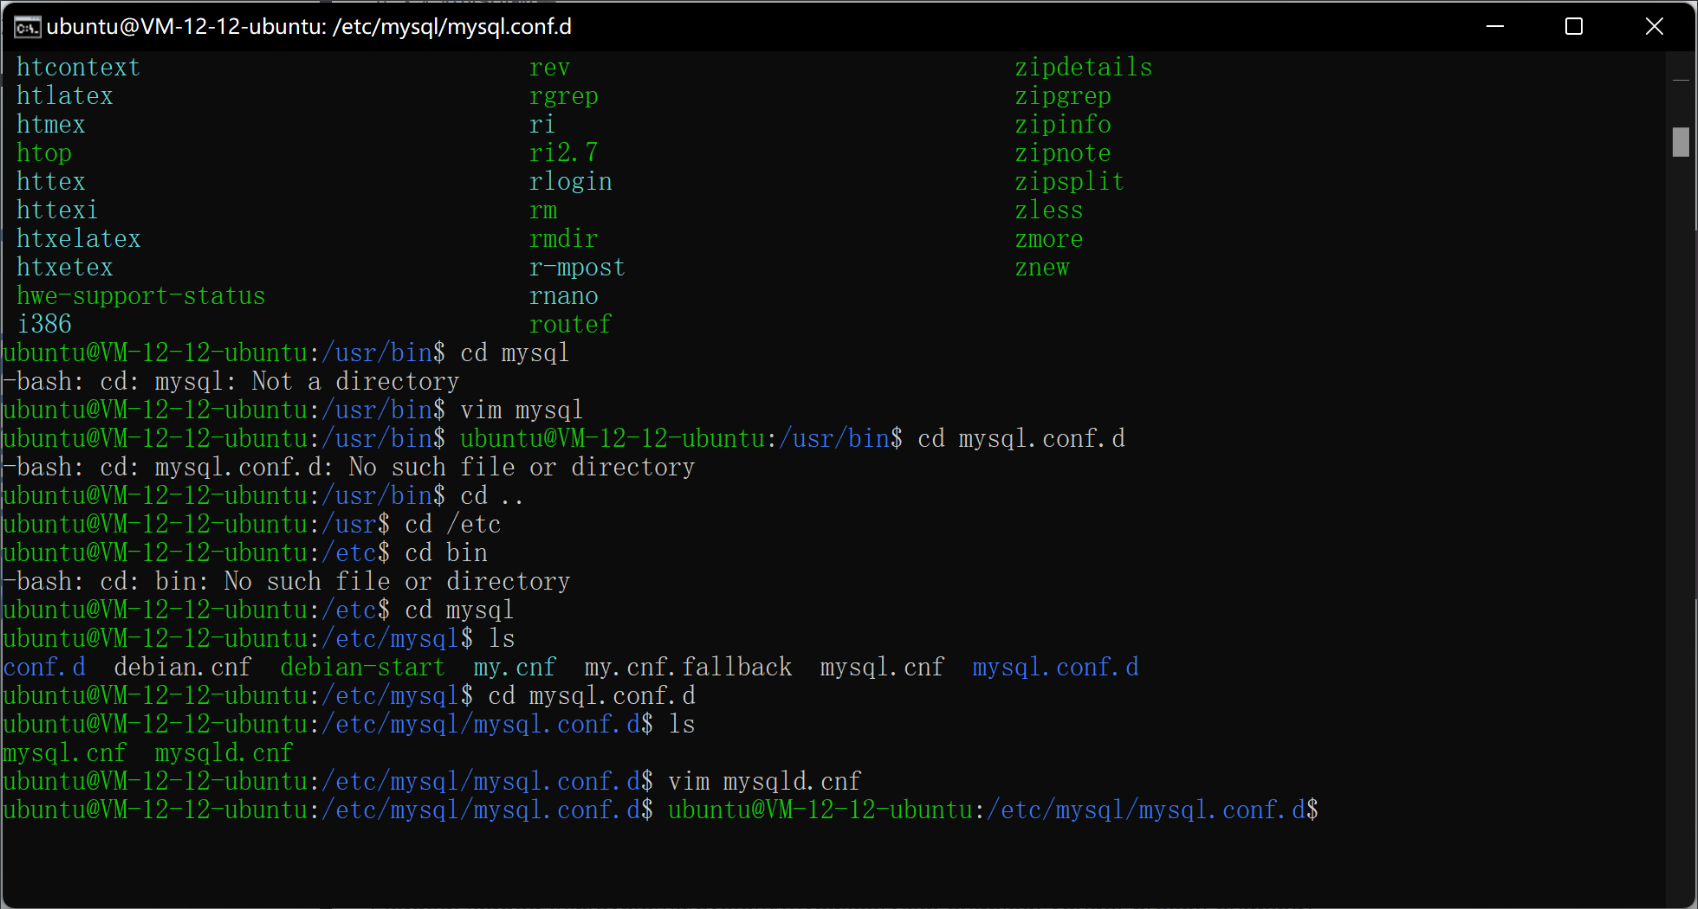 ubuntu@VM-12-12-ubuntu: /etc/mysql/mysql.conf.d
htcontext rev zipdetails
htlatex rgrep zipgrep
htmex ri zipinfo
htop ri2.7 zipnote
httex rlogin zipsplit
httexi rm zless
htxelatex rmdir zmore
htxetex r-mpost znew
hwe-support-status rnano
i386 routef
ubuntu@VM-12-12-ubuntu:/usr/bin$ cd mysql
-bash: cd: mysql: Not a directory
ubuntu@VM-12-12-ubuntu:/usr/bin$ vim mysql
ubuntu@VM-12-12-ubuntu:/usr/bin$ ubuntu@VM-12-12-ubuntu:/usr/bin$ cd mysql.conf.d
-bash: cd: mysql.conf.d: No such file or directory
ubuntu@VM-12-12-ubuntu:/usr/bin$ cd ..
ubuntu@VM-12-12-ubuntu:/usr$ cd /etc
ubuntu@VM-12-12-ubuntu:/etc$ cd bin
-bash: cd: bin: No such file or directory
ubuntu@VM-12-12-ubuntu:/etc$ cd mysql
ubuntu@VM-12-12-ubuntu:/etc/mysql$ ls
conf.d debian.cnf debian-start my.cnf my.cnf.fallback mysql.cnf mysql.conf.d
ubuntu@VM-12-12-ubuntu:/etc/mysql$ cd mysql.conf.d
ubuntu@VM-12-12-ubuntu:/etc/mysql/mysql.conf.d$ ls
mysql.cnf mysqld.cnf
ubuntu@VM-12-12-ubuntu:/etc/mysql/mysql.conf.d$ vim mysqld.cnf
ubuntu@VM-12-12-ubuntu:/etc/mysql/mysql.conf.d$ ubuntu@VM-12-12-ubuntu:/etc/mysql/mysql.conf.d$